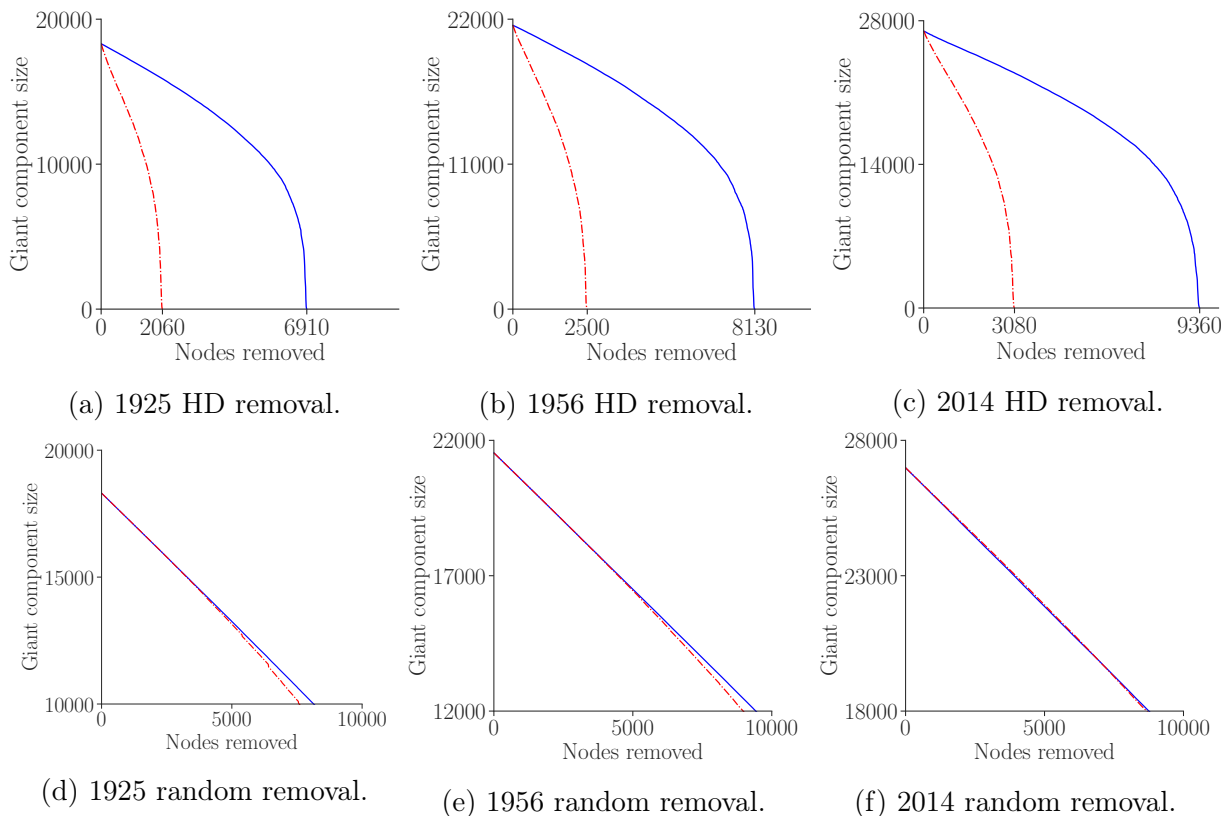 20000
10000
0
Giant component size
0 2060 6910
Nodes removed
(a) 1925 HD removal.
22000
11000
0
Giant component size
0 2500 8130
Nodes removed
(b) 1956 HD removal.
28000
14000
0
Giant component size
0 3080 9360
Nodes removed
(c) 2014 HD removal.
20000
15000
10000
Giant component size
0 5000 10000
Nodes removed
(d) 1925 random removal.
22000
17000
12000
Giant component size
0 5000 10000
Nodes removed
(e) 1956 random removal.
28000
23000
18000
Giant component size
0 5000 10000
Nodes removed
(f) 2014 random removal.